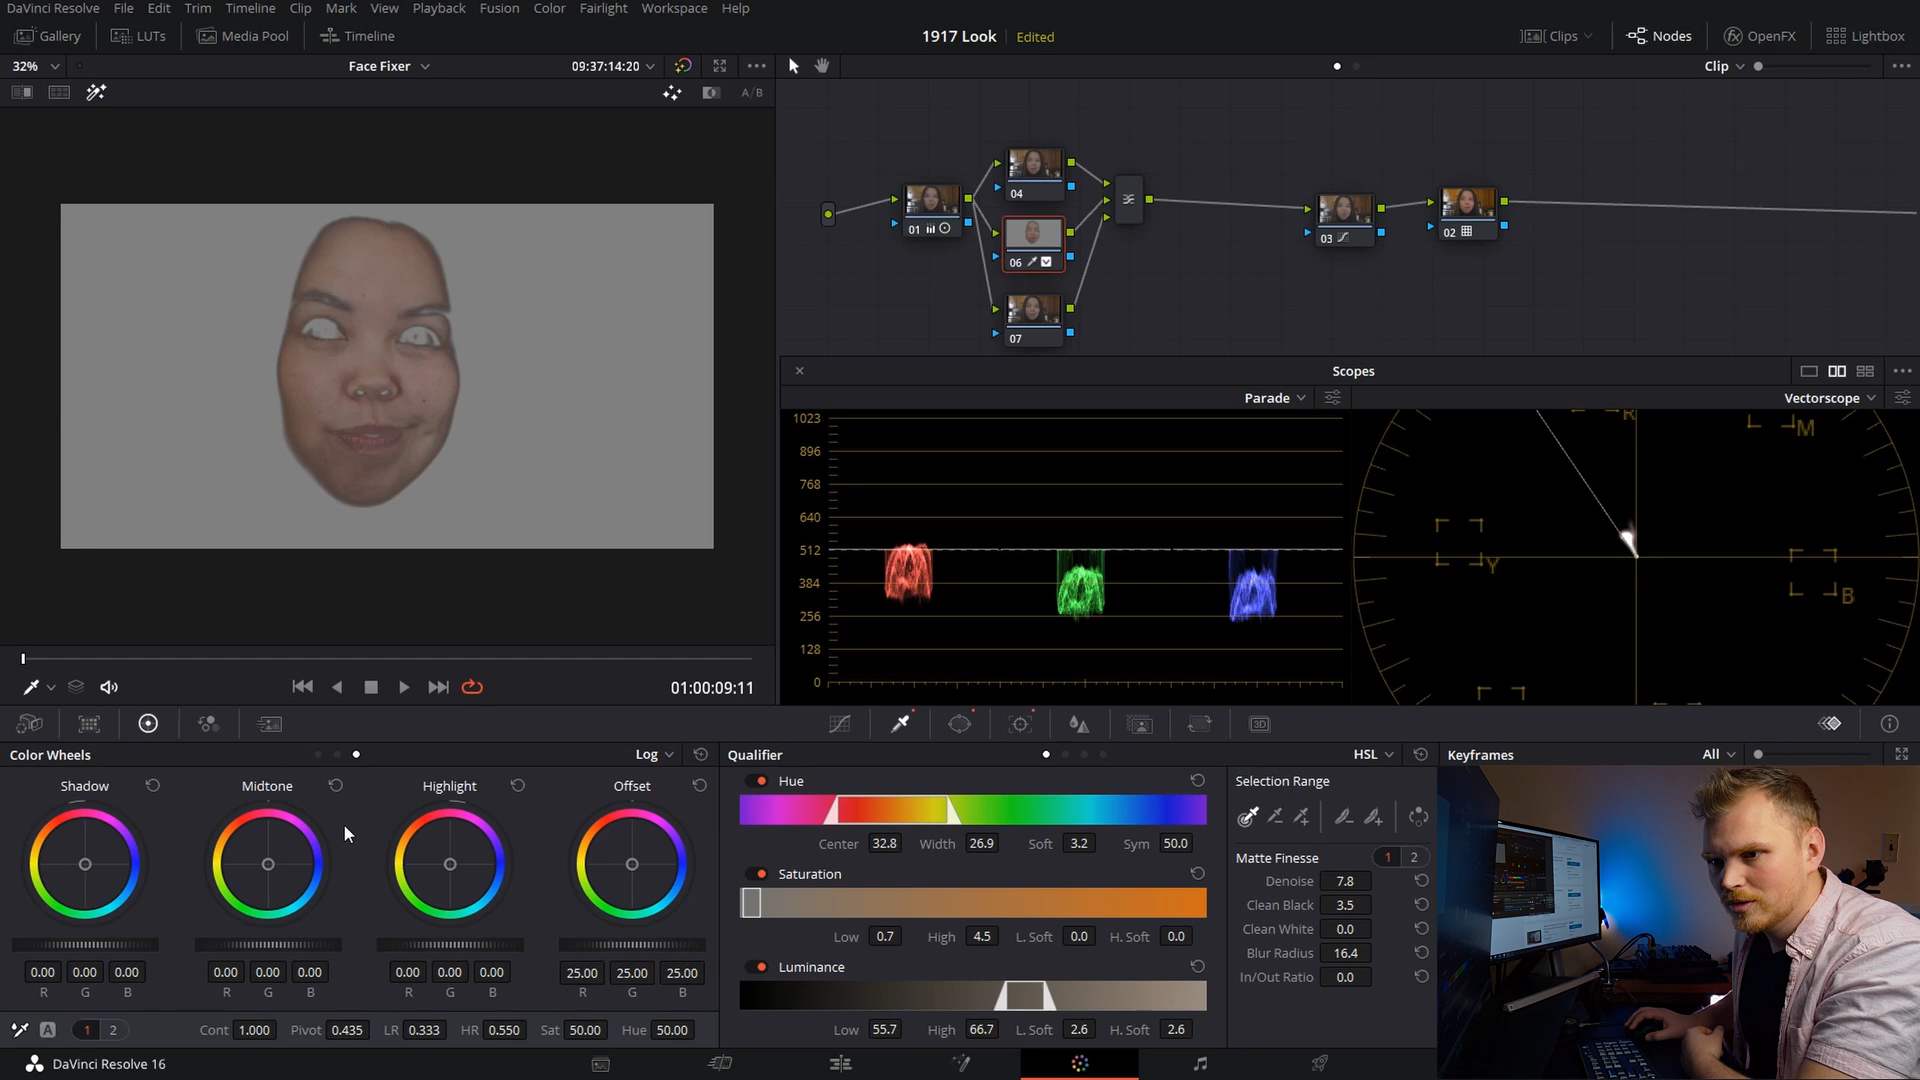 DaVinci Resolve File Edit Trim Timeline Clip Mark View Playback Fusion Color Fairlight Workspace Help
Gallery LUTs Media Pool Timeline 1917 Look Edited Clips Nodes OpenFX Lightbox
32% Face Fixer 09:37:14:20 Clip
A/B
04
01
06
03
02
07
Scopes
Parade Vectorscope
1023
896
768
640
512
384
256
128
0
R
M
Y
B
01:00:09:11
3D
Color Wheels Log Qualifier HSL Keyframes All
Shadow Midtone Highlight Offset
0.00 0.00 0.00 0.00 0.00 0.00 0.00 0.00 0.00 25.00 25.00 25.00
R G B R G B R G B R G B
A 1 2 Cont 1.000 Pivot 0.435 LR 0.333 HR 0.550 Sat 50.00 Hue 50.00
Hue
Center 32.8 Width 26.9 Soft 3.2 Sym 50.0
Saturation
Low 0.7 High 4.5 L. Soft 0.0 H. Soft 0.0
Luminance
Low 55.7 High 66.7 L. Soft 2.6 H. Soft 2.6
Selection Range
Matte Finesse 1 2
Denoise 7.8
Clean Black 3.5
Clean White 0.0
Blur Radius 16.4
In/Out Ratio 0.0
DaVinci Resolve 16